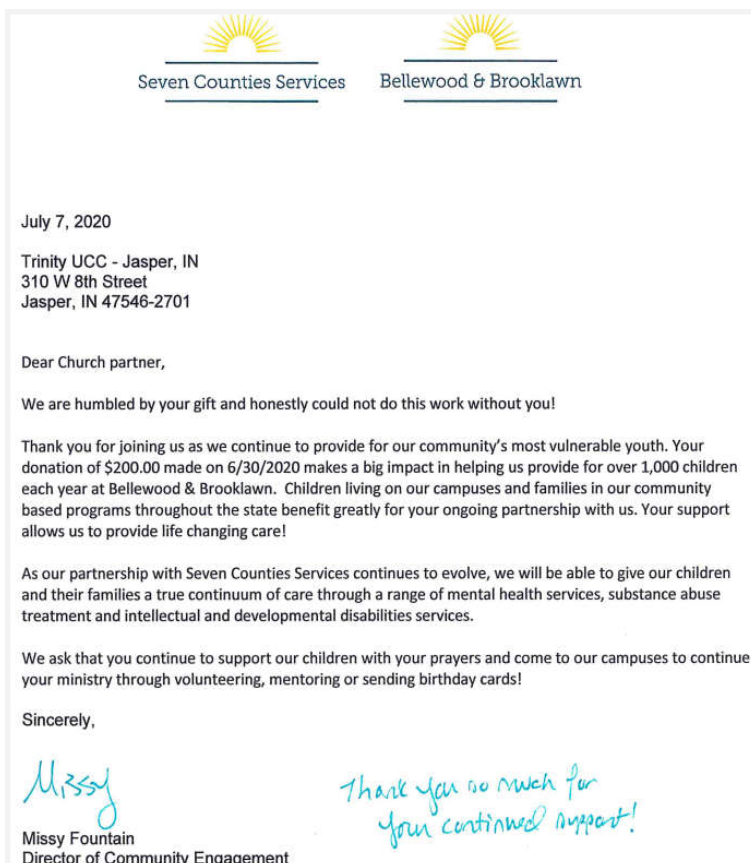 Seven Counties Services
Bellewood & Brooklawn
July 7, 2020
Trinity UCC - Jasper, IN
310 W 8th Street
Jasper, IN 47546-2701
Dear Church partner,
We are humbled by your gift and honestly could not do this work without you!
Thank you for joining us as we continue to provide for our community's most vulnerable youth. Your
donation of $200.00 made on 6/30/2020 makes a big impact in helping us provide for over 1,000 children
each year at Bellewood & Brooklawn. Children living on our campuses and families in our community
based programs throughout the state benefit greatly for your ongoing partnership with us. Your support
allows us to provide life changing care!
As our partnership with Seven Counties Services continues to evolve, we will be able to give our children
and their families a true continuum of care through a range of mental health services, substance abuse
treatment and intellectual and developmental disabilities services.
We ask that you continue to support our children with your prayers and come to our campuses to continue
your ministry through volunteering, mentoring or sending birthday cards!
Sincerely,
Missy
Thank you so much for
your continued support!
Missy Fountain
Director of Community Engagement